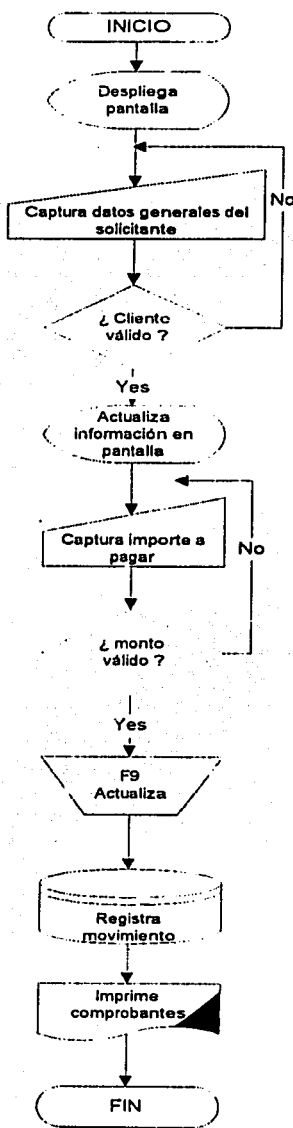 INICIO
Despliega
pantalla
No
Captura datos generales del
solicitante
¿ Cliente
válido ?
Yes
Actualiza
información en
pantalla
Captura importe a
pagar
No
¿ monto
válido ?
Yes
F9
Actualiza
Registra
movimiento
Imprime
comprobantes
FIN